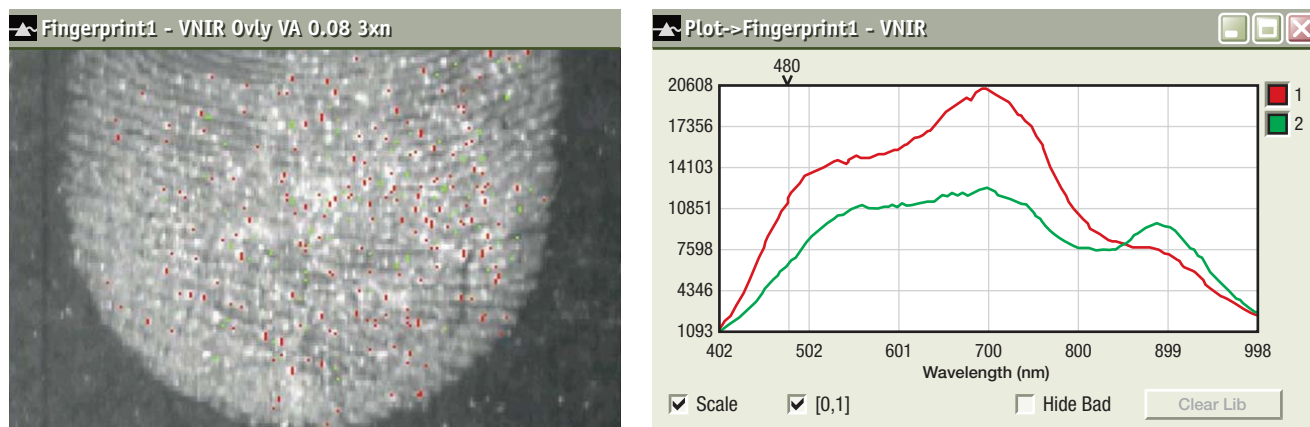 Fingerprint1 - VNIR Ovly VA 0.08 3xn
Plot->Fingerprint1 - VNIR
480
20608
17356
14103
10851
7598
4346
1093
402 502 601 700 800 899 998
Wavelength (nm)
1
2
Scale [0,1] Hide Bad Clear Lib